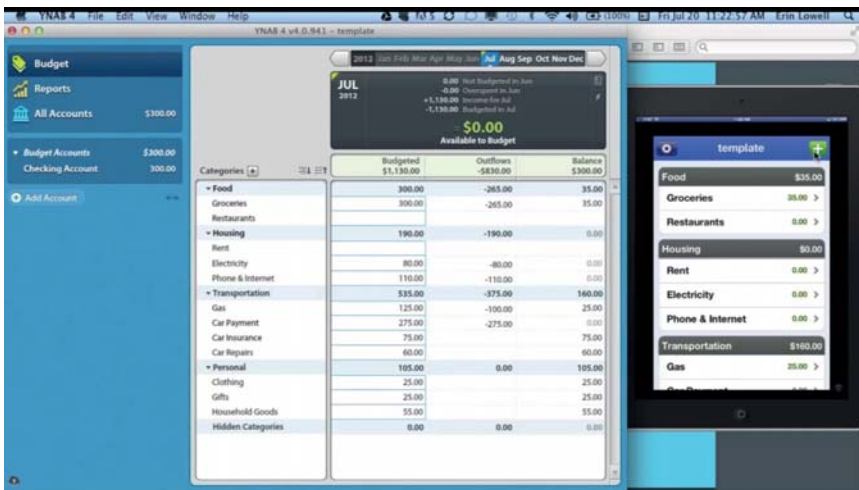 YNAB 4 File Edit View Window Help (100%) Fri Jul 20 11:22:57 AM Erin Lowell
YNAB 4 v4.0.941 – template
Budget
Reports
All Accounts $300.00
Budget Accounts $300.00
Checking Account 300.00
Add Account
2012 Jan Feb Mar Apr May Jun Jul Aug Sep Oct Nov Dec
JUL
2012
0.00 Not Budgeted in Jun
-0.00 Overspent in Jun
+1,130.00 Income for Jul
-1,130.00 Budgeted in Jul
= $0.00
Available to Budget
Categories
Budgeted Outflows Balance
$1,130.00 -$830.00 $300.00
Food 300.00 -265.00 35.00
Groceries 300.00 -265.00 35.00
Restaurants
Housing 190.00 -190.00 0.00
Rent
Electricity 80.00 -80.00 0.00
Phone & Internet 110.00 -110.00 0.00
Transportation 535.00 -375.00 160.00
Gas 125.00 -100.00 25.00
Car Payment 275.00 -275.00 0.00
Car Insurance 75.00 75.00
Car Repairs 60.00 60.00
Personal 105.00 0.00 105.00
Clothing 25.00 25.00
Gifts 25.00 25.00
Household Goods 55.00 55.00
Hidden Categories 0.00 0.00 0.00
template
Food $35.00
Groceries 35.00
Restaurants 0.00
Housing $0.00
Rent 0.00
Electricity 0.00
Phone & Internet 0.00
Transportation $160.00
Gas 25.00